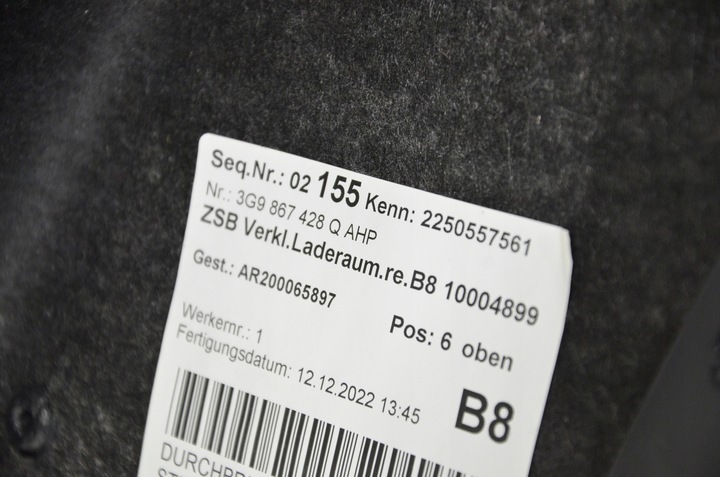 Seq.Nr.: 02 155 Kenn: 2250557561
Nr.: 3G9 867 428 Q AHP
ZSB Verkl.Laderaum.re.B8 10004899
Gest.: AR200065897
Pos: 6 oben
Werkernr.: 1
Fertigungsdatum: 12.12.2022 13:45
B8